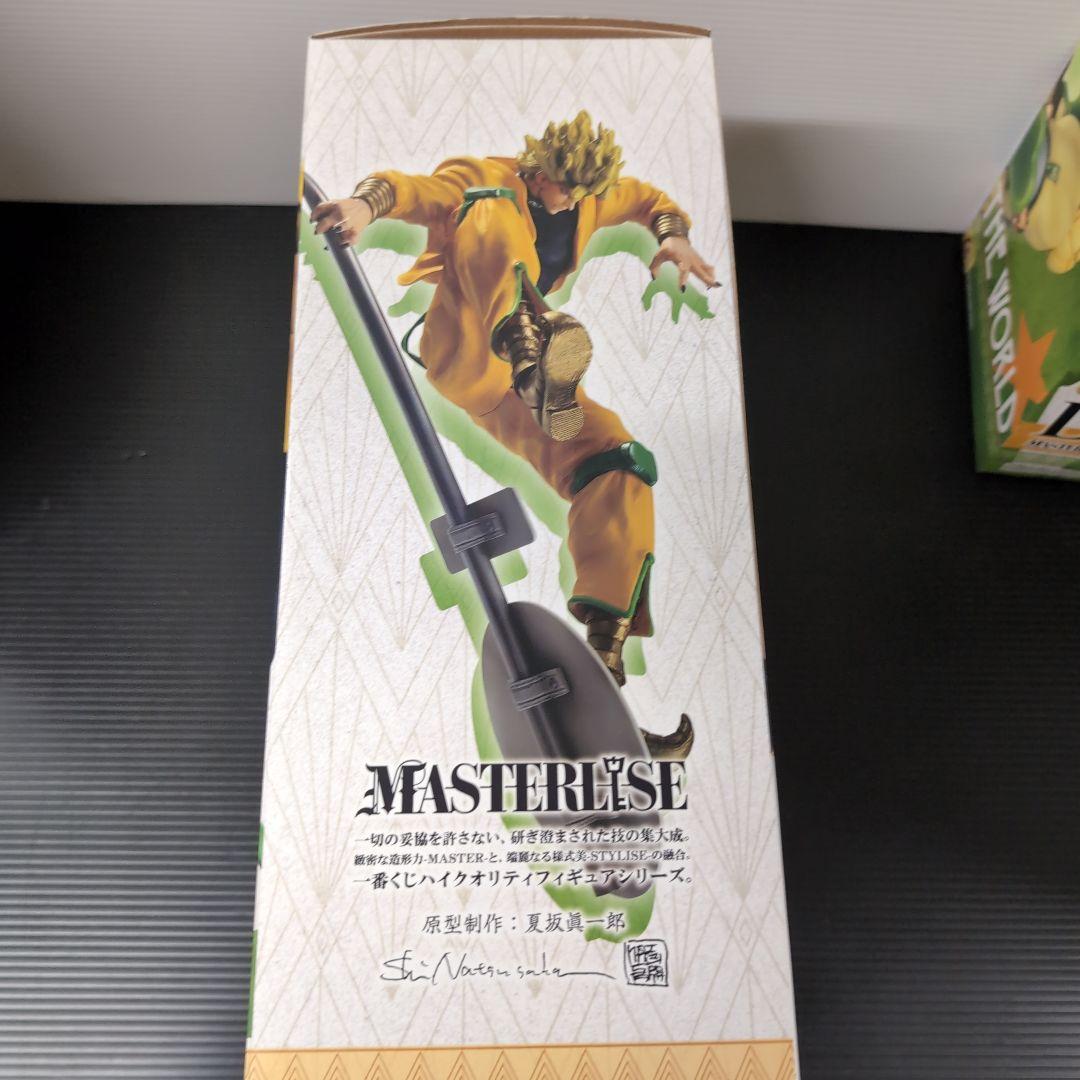 MASTERLISE
一切の妥協を許さない、研ぎ澄まされた技の集大成。
緻密な造形力-MASTER-と、端麗なる様式美-STYLISE-の融合。
一番くじハイクオリティフィギュアシリーズ。
原型制作：夏坂眞一郎
Shin Natsusaka
THE WORLD